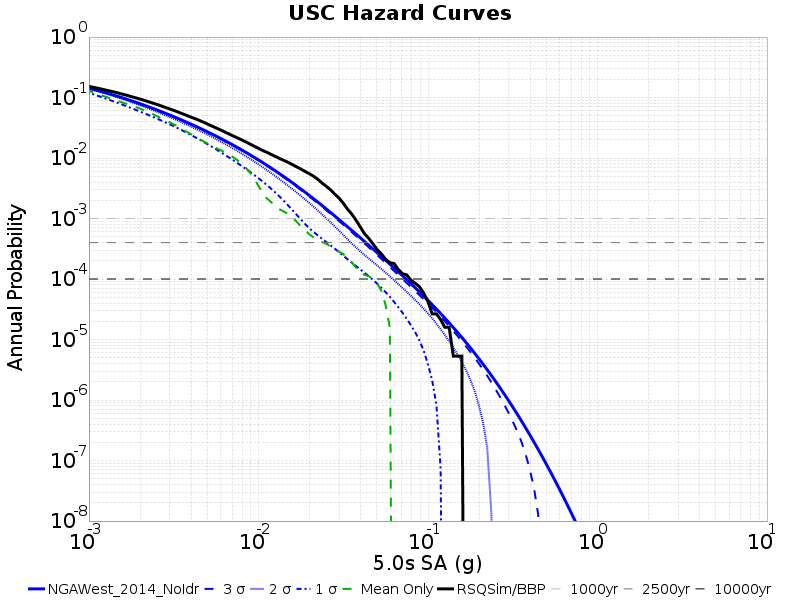 USC Hazard Curves
10^0
10^-1
10^-2
10^-3
10^-4
10^-5
10^-6
10^-7
10^-8
Annual Probability
10^-3 10^-2 10^-1 10^0 10^1
5.0s SA (g)
NGAWest_2014_NoIdr 3 σ 2 σ 1 σ Mean Only RSQSim/BBP 1000yr 2500yr 10000yr